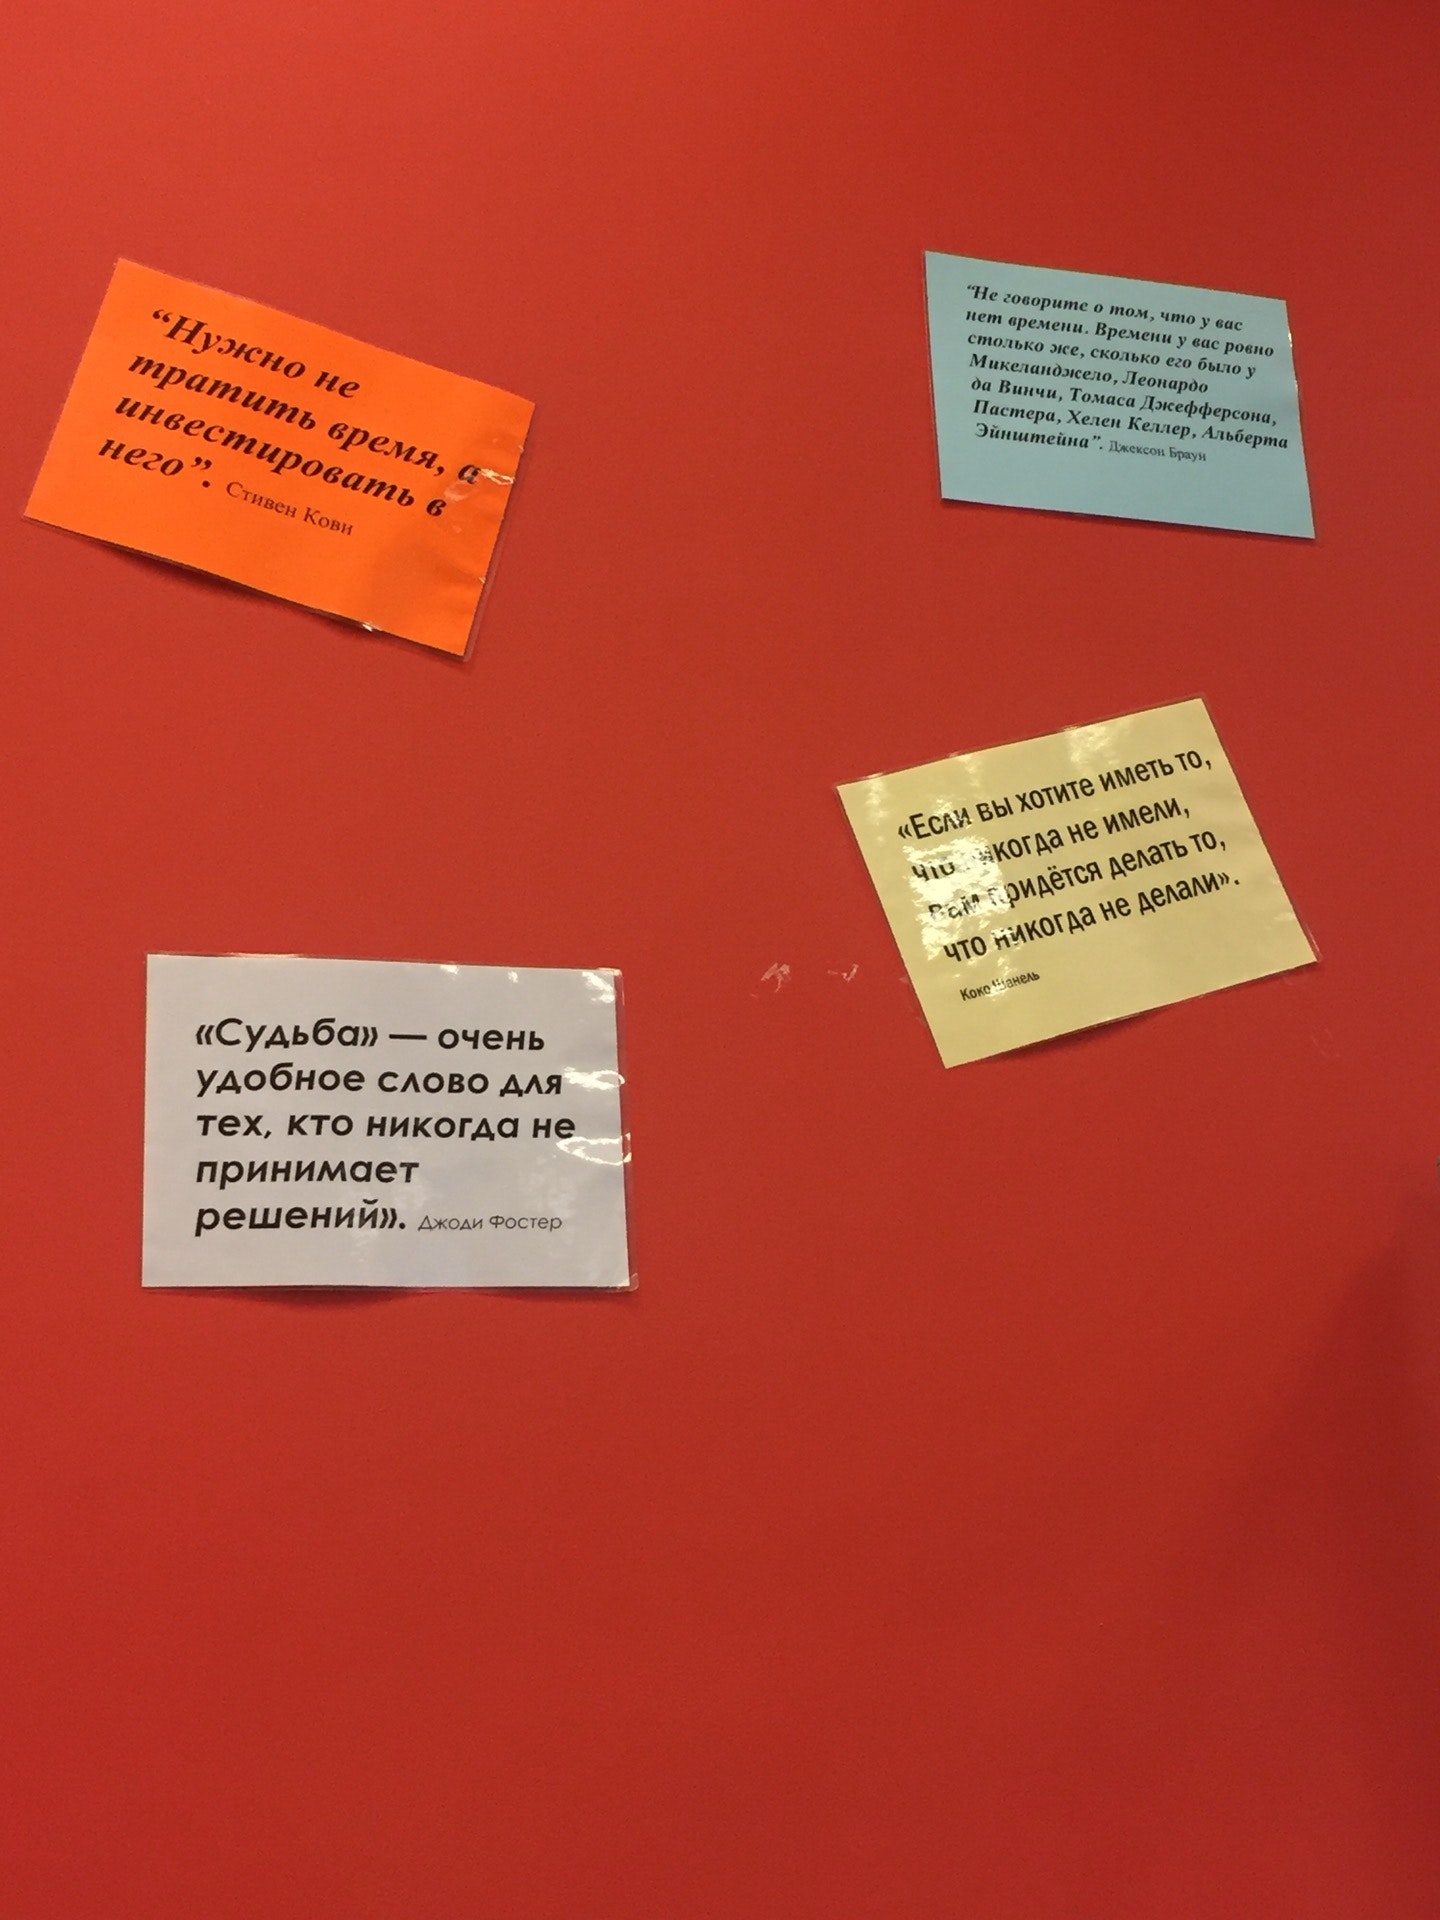 “Нужно не
тратить время, а
инвестировать в
него”. Стивен Кови
“Не говорите о том, что у вас
нет времени. Времени у вас ровно
столько же, сколько его было у
Микеланджело, Леонардо
да Винчи, Томаса Джефферсона,
Пастера, Хелен Келлер, Альберта
Эйнштейна”. Джексон Браун
«Если вы хотите иметь то,
что никогда не имели,
вам придётся делать то,
что никогда не делали».
Коко Шанель
«Судьба» — очень
удобное слово для
тех, кто никогда не
принимает
решений». Джоди Фостер